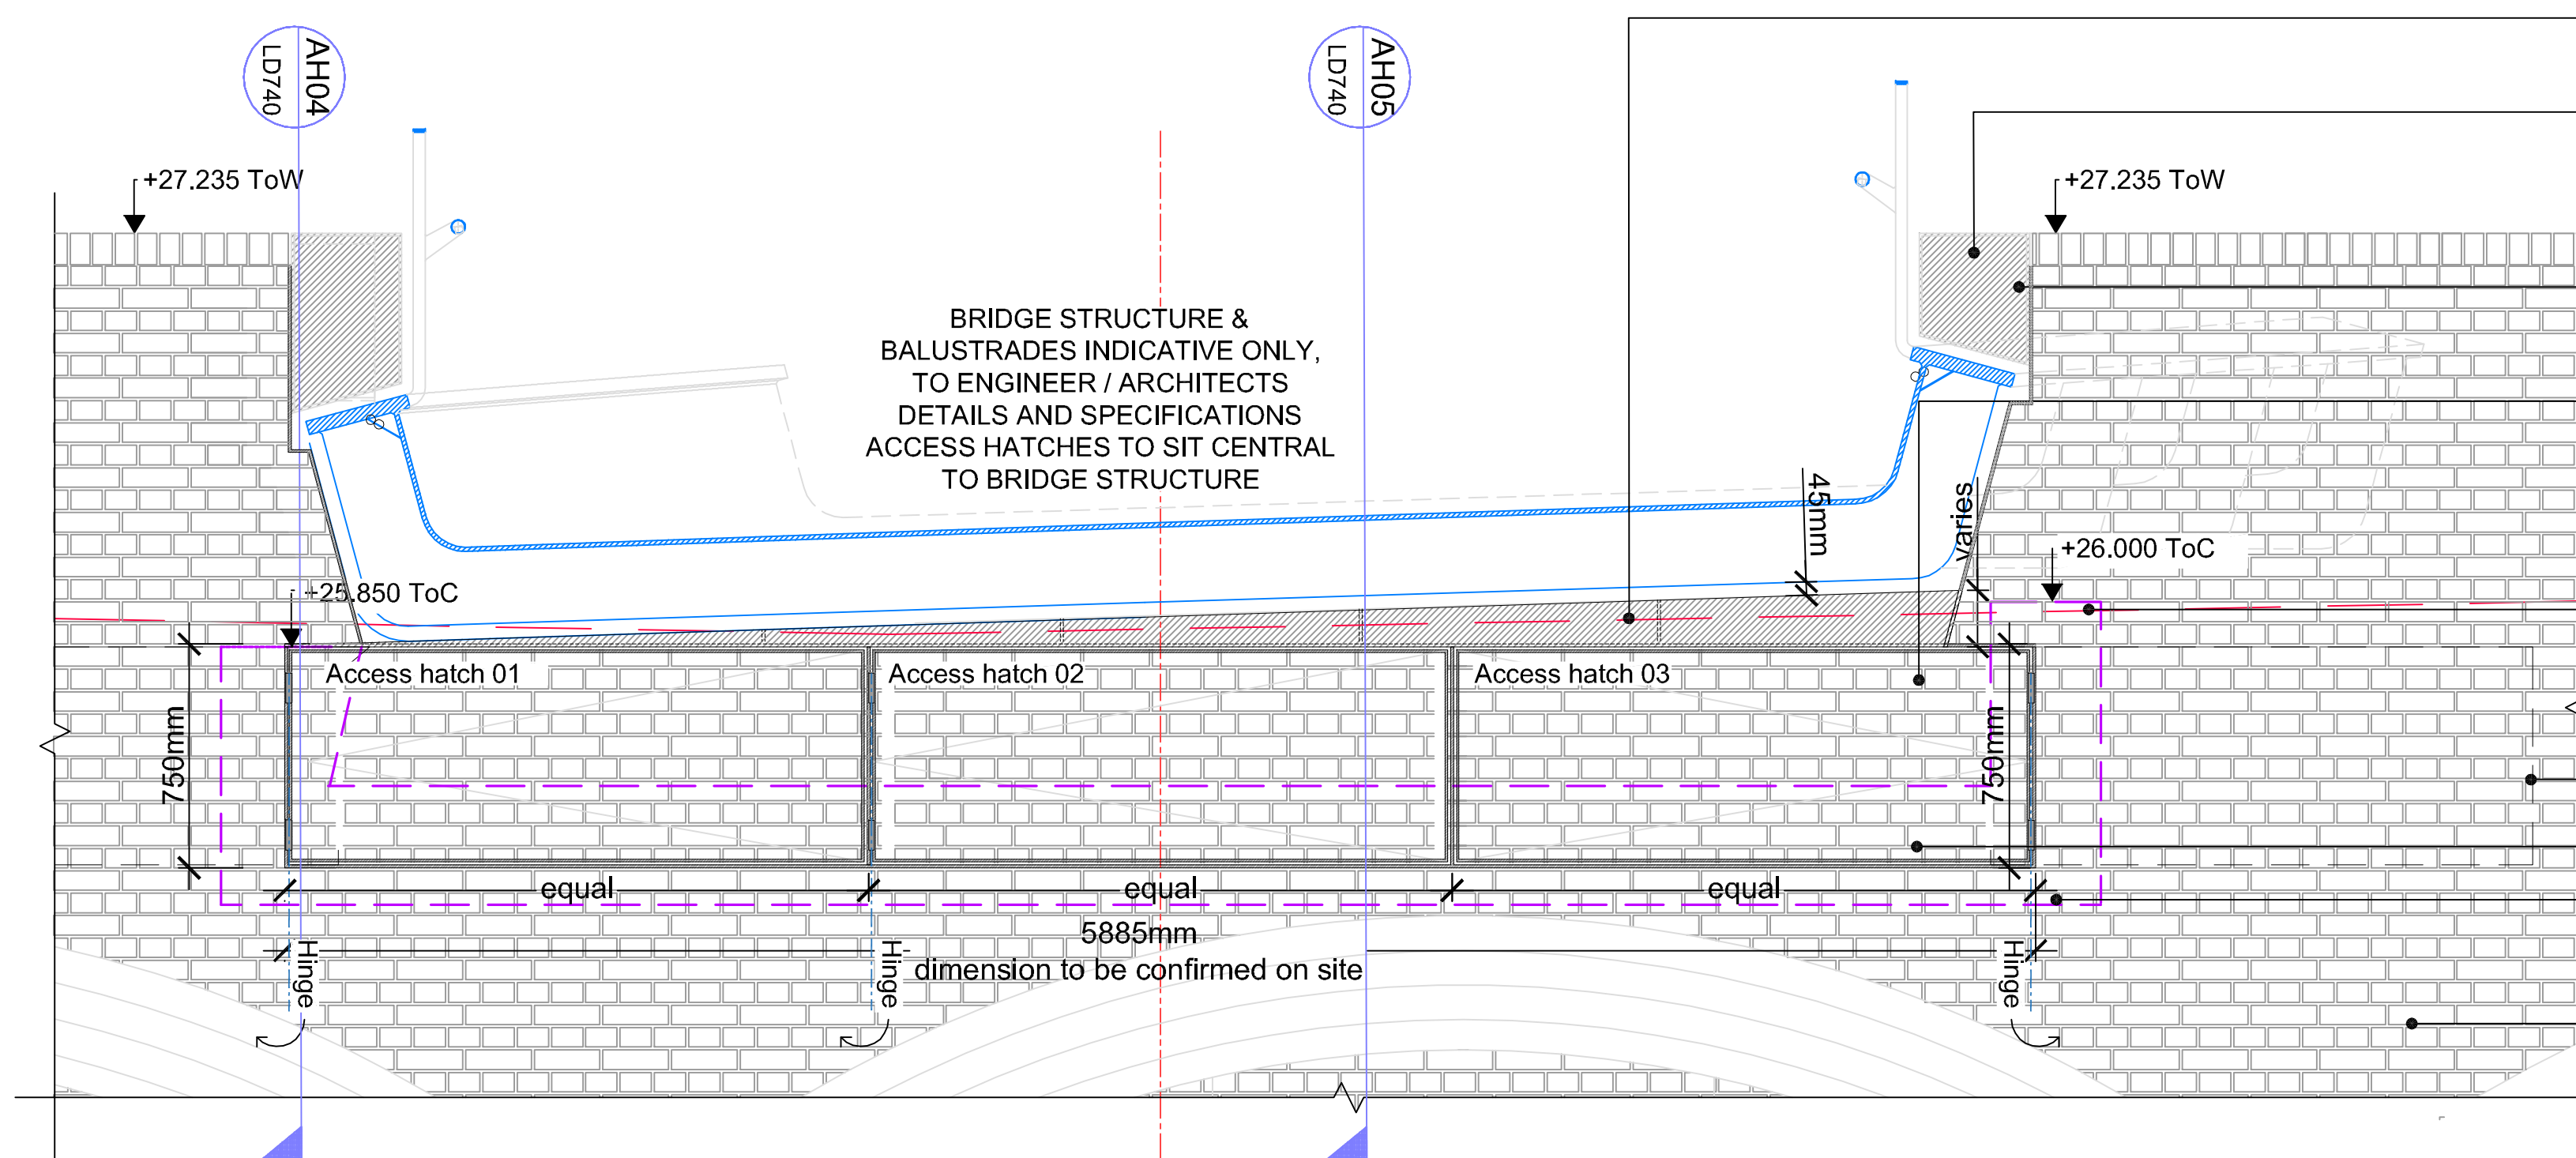 AH04
LD740
AH05
LD740
+27.235 ToW
+27.235 ToW
BRIDGE STRUCTURE &
BALUSTRADES INDICATIVE ONLY,
TO ENGINEER / ARCHITECTS
DETAILS AND SPECIFICATIONS
ACCESS HATCHES TO SIT CENTRAL
TO BRIDGE STRUCTURE
45mm
varies
+26.000 ToC
+25.850 ToC
Access hatch 01
Access hatch 02
Access hatch 03
750mm
750mm
equal
equal
equal
5885mm
dimension to be confirmed on site
Hinge
Hinge
Hinge